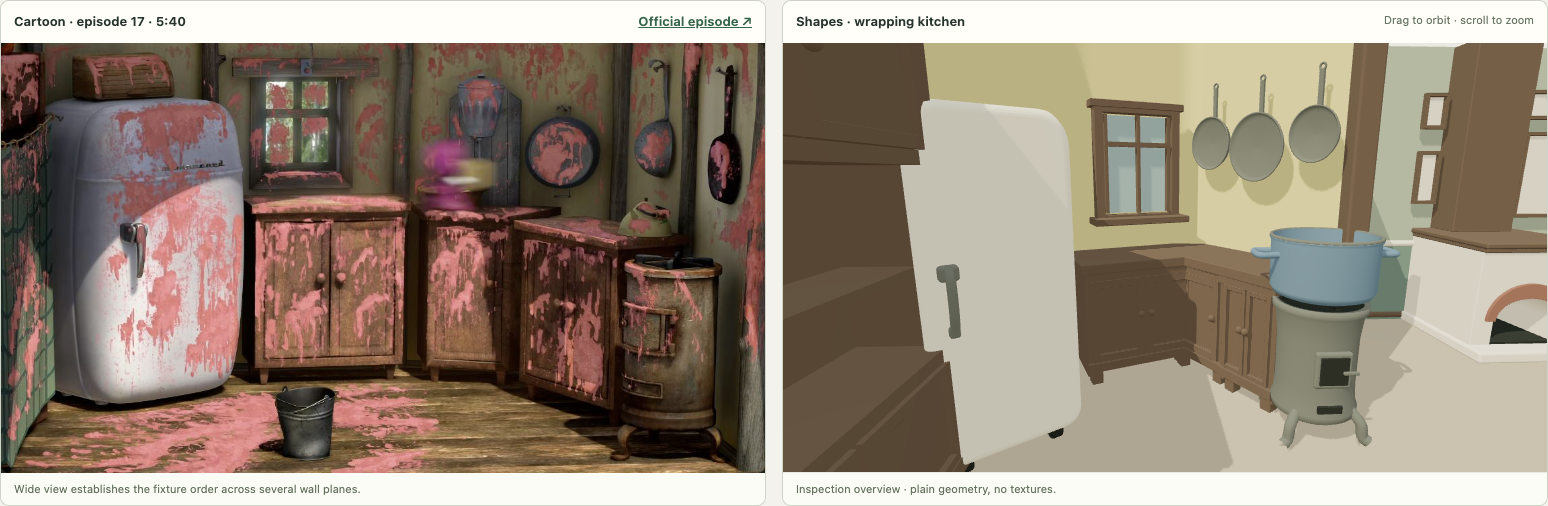 Cartoon · episode 17 · 5:40
Official episode ↗
Wide view establishes the fixture order across several wall planes.
Shapes · wrapping kitchen
Drag to orbit · scroll to zoom
Inspection overview · plain geometry, no textures.